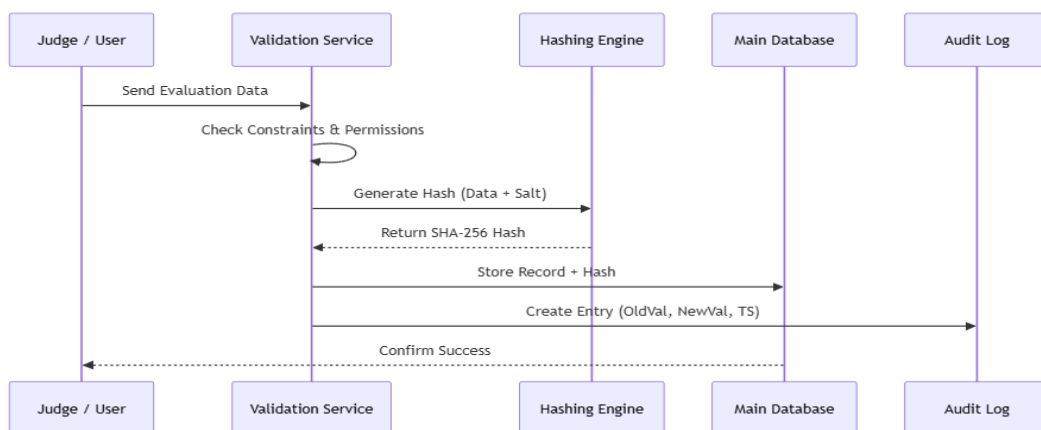 Judge / User
Validation Service
Hashing Engine
Main Database
Audit Log
Send Evaluation Data
Check Constraints & Permissions
Generate Hash (Data + Salt)
Return SHA-256 Hash
Store Record + Hash
Create Entry (OldVal, NewVal, TS)
Confirm Success
Judge / User
Validation Service
Hashing Engine
Main Database
Audit Log